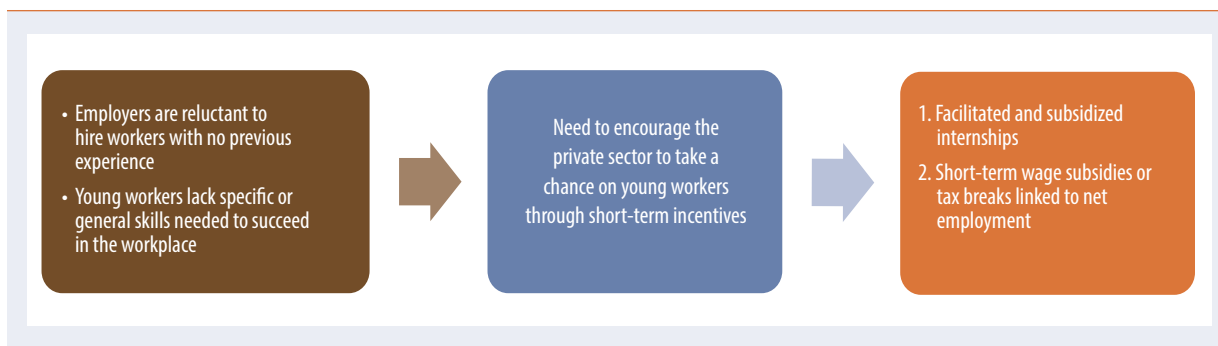 • Employers are reluctant to
hire workers with no previous
experience
• Young workers lack specific or
general skills needed to succeed
in the workplace
Need to encourage the
private sector to take a
chance on young workers
through short-term incentives
1. Facilitated and subsidized
internships
2. Short-term wage subsidies or
tax breaks linked to net
employment